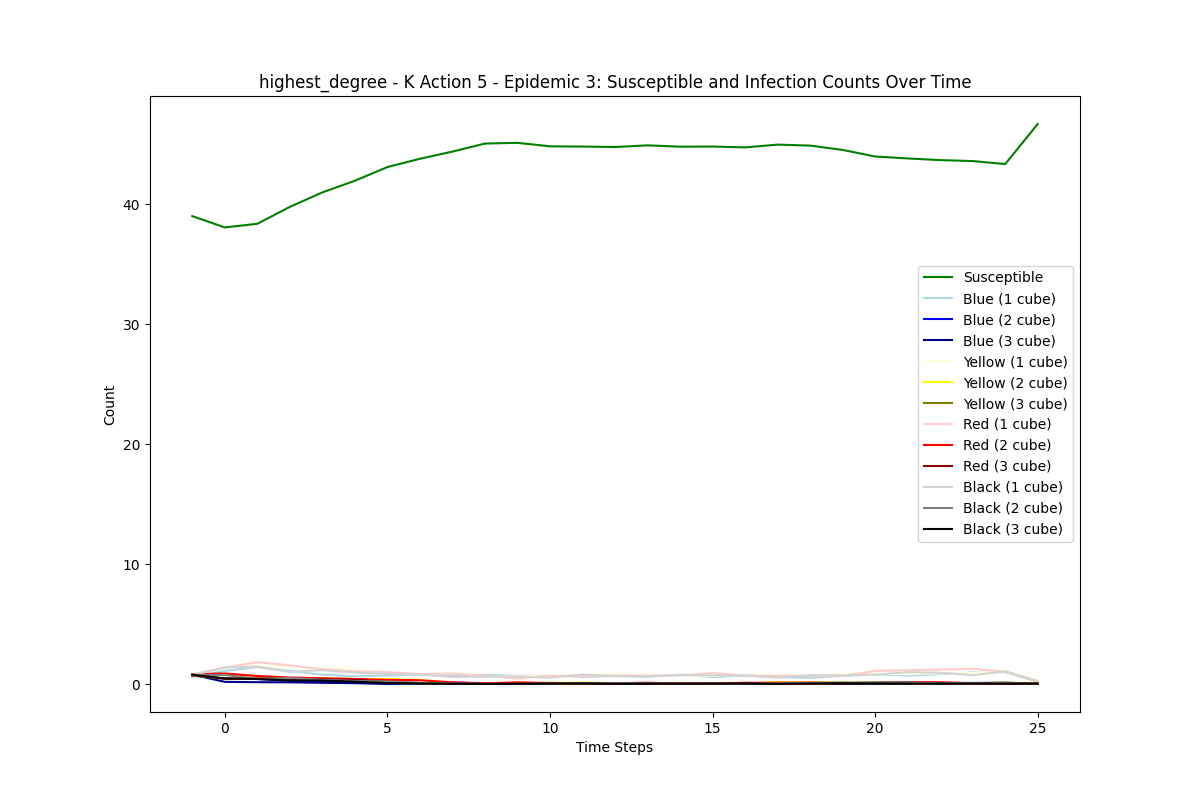 highest_degree - K Action 5 - Epidemic 3: Susceptible and Infection Counts Over Time
Count
40
30
20
10
0
Susceptible
Blue (1 cube)
Blue (2 cube)
Blue (3 cube)
Yellow (1 cube)
Yellow (2 cube)
Yellow (3 cube)
Red (1 cube)
Red (2 cube)
Red (3 cube)
Black (1 cube)
Black (2 cube)
Black (3 cube)
0 5 10 15 20 25
Time Steps